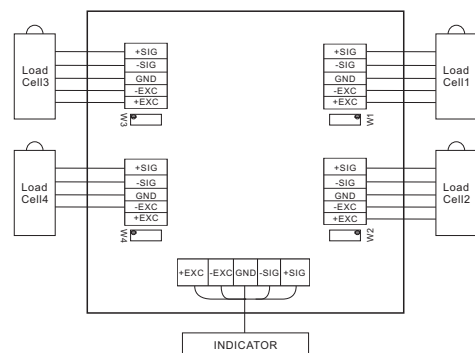 Load
Cell3
+SIG
-SIG
GND
-EXC
+EXC
W3
+SIG
-SIG
GND
-EXC
+EXC
W1
Load
Cell1
Load
Cell4
+SIG
-SIG
GND
-EXC
+EXC
W4
+SIG
-SIG
GND
-EXC
+EXC
W2
Load
Cell2
+EXC -EXC GND -SIG +SIG
INDICATOR